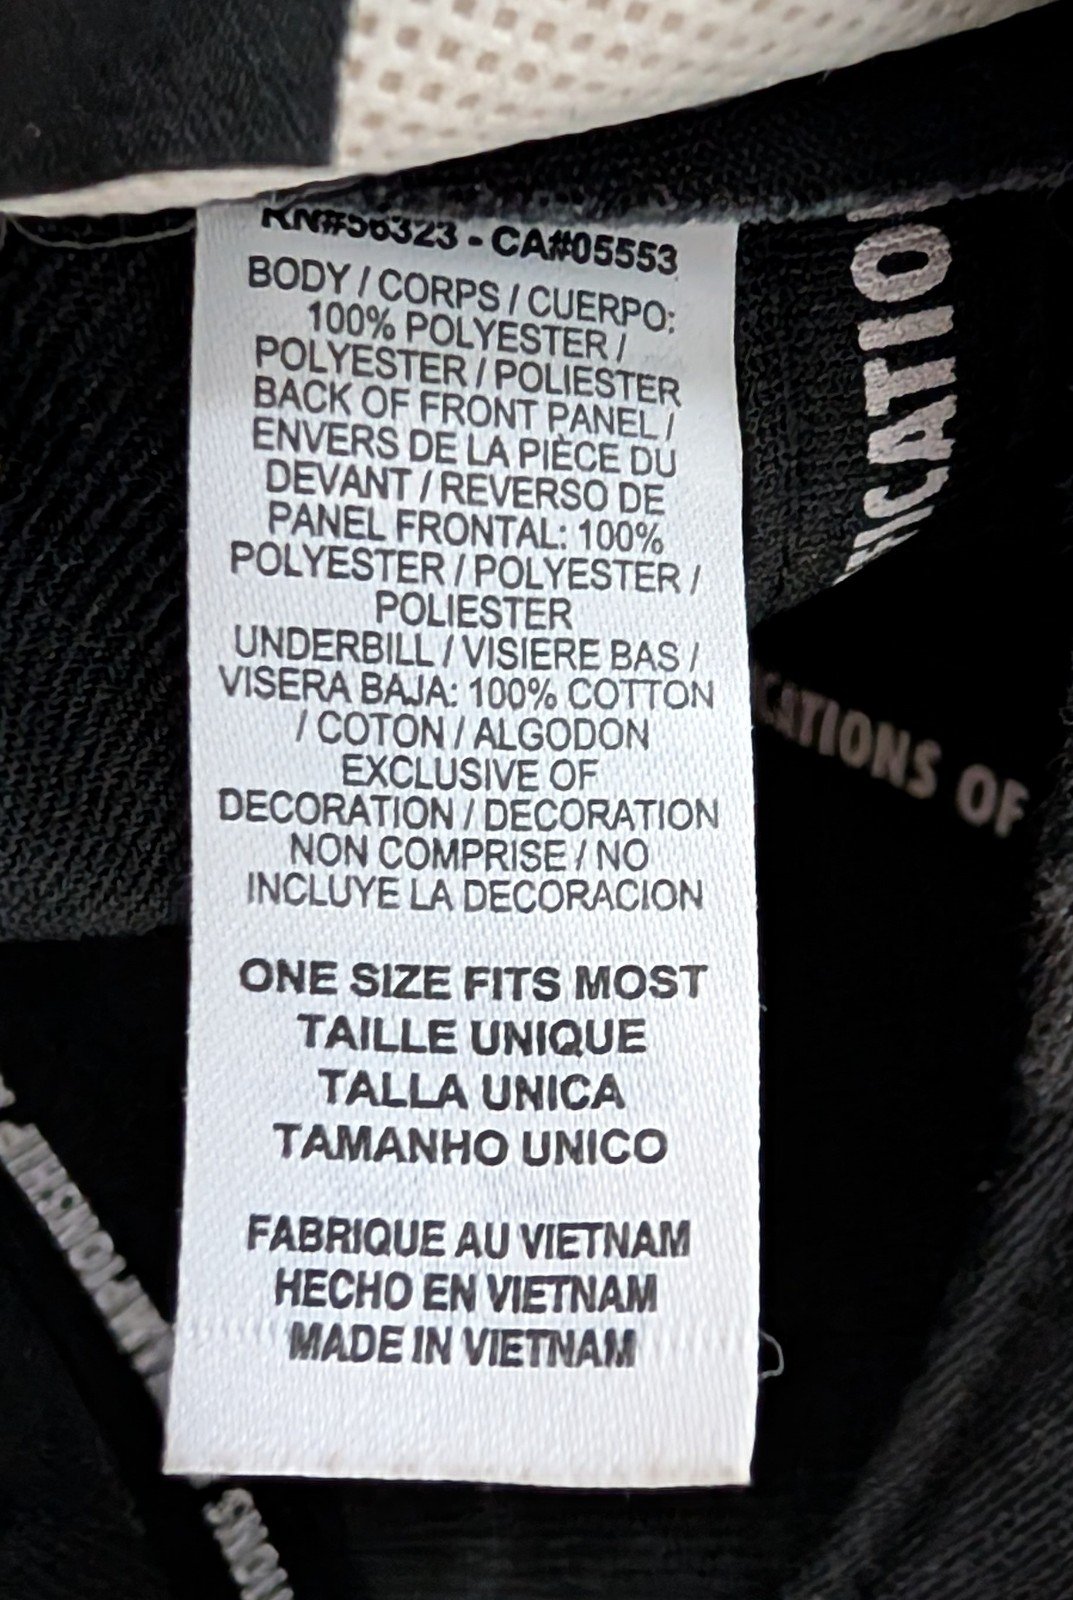 RN#56323 - CA#05553
BODY / CORPS / CUERPO:
100% POLYESTER /
POLYESTER / POLIESTER
BACK OF FRONT PANEL /
ENVERS DE LA PIÈCE DU
DEVANT / REVERSO DE
PANEL FRONTAL: 100%
POLYESTER / POLYESTER /
POLIESTER
UNDERBILL / VISIERE BAS /
VISERA BAJA: 100% COTTON
/ COTON / ALGODON
EXCLUSIVE OF
DECORATION / DECORATION
NON COMPRISE / NO
INCLUYE LA DECORACION
ONE SIZE FITS MOST
TAILLE UNIQUE
TALLA UNICA
TAMANHO UNICO
FABRIQUE AU VIETNAM
HECHO EN VIETNAM
MADE IN VIETNAM
ICATIO
CATIONS OF